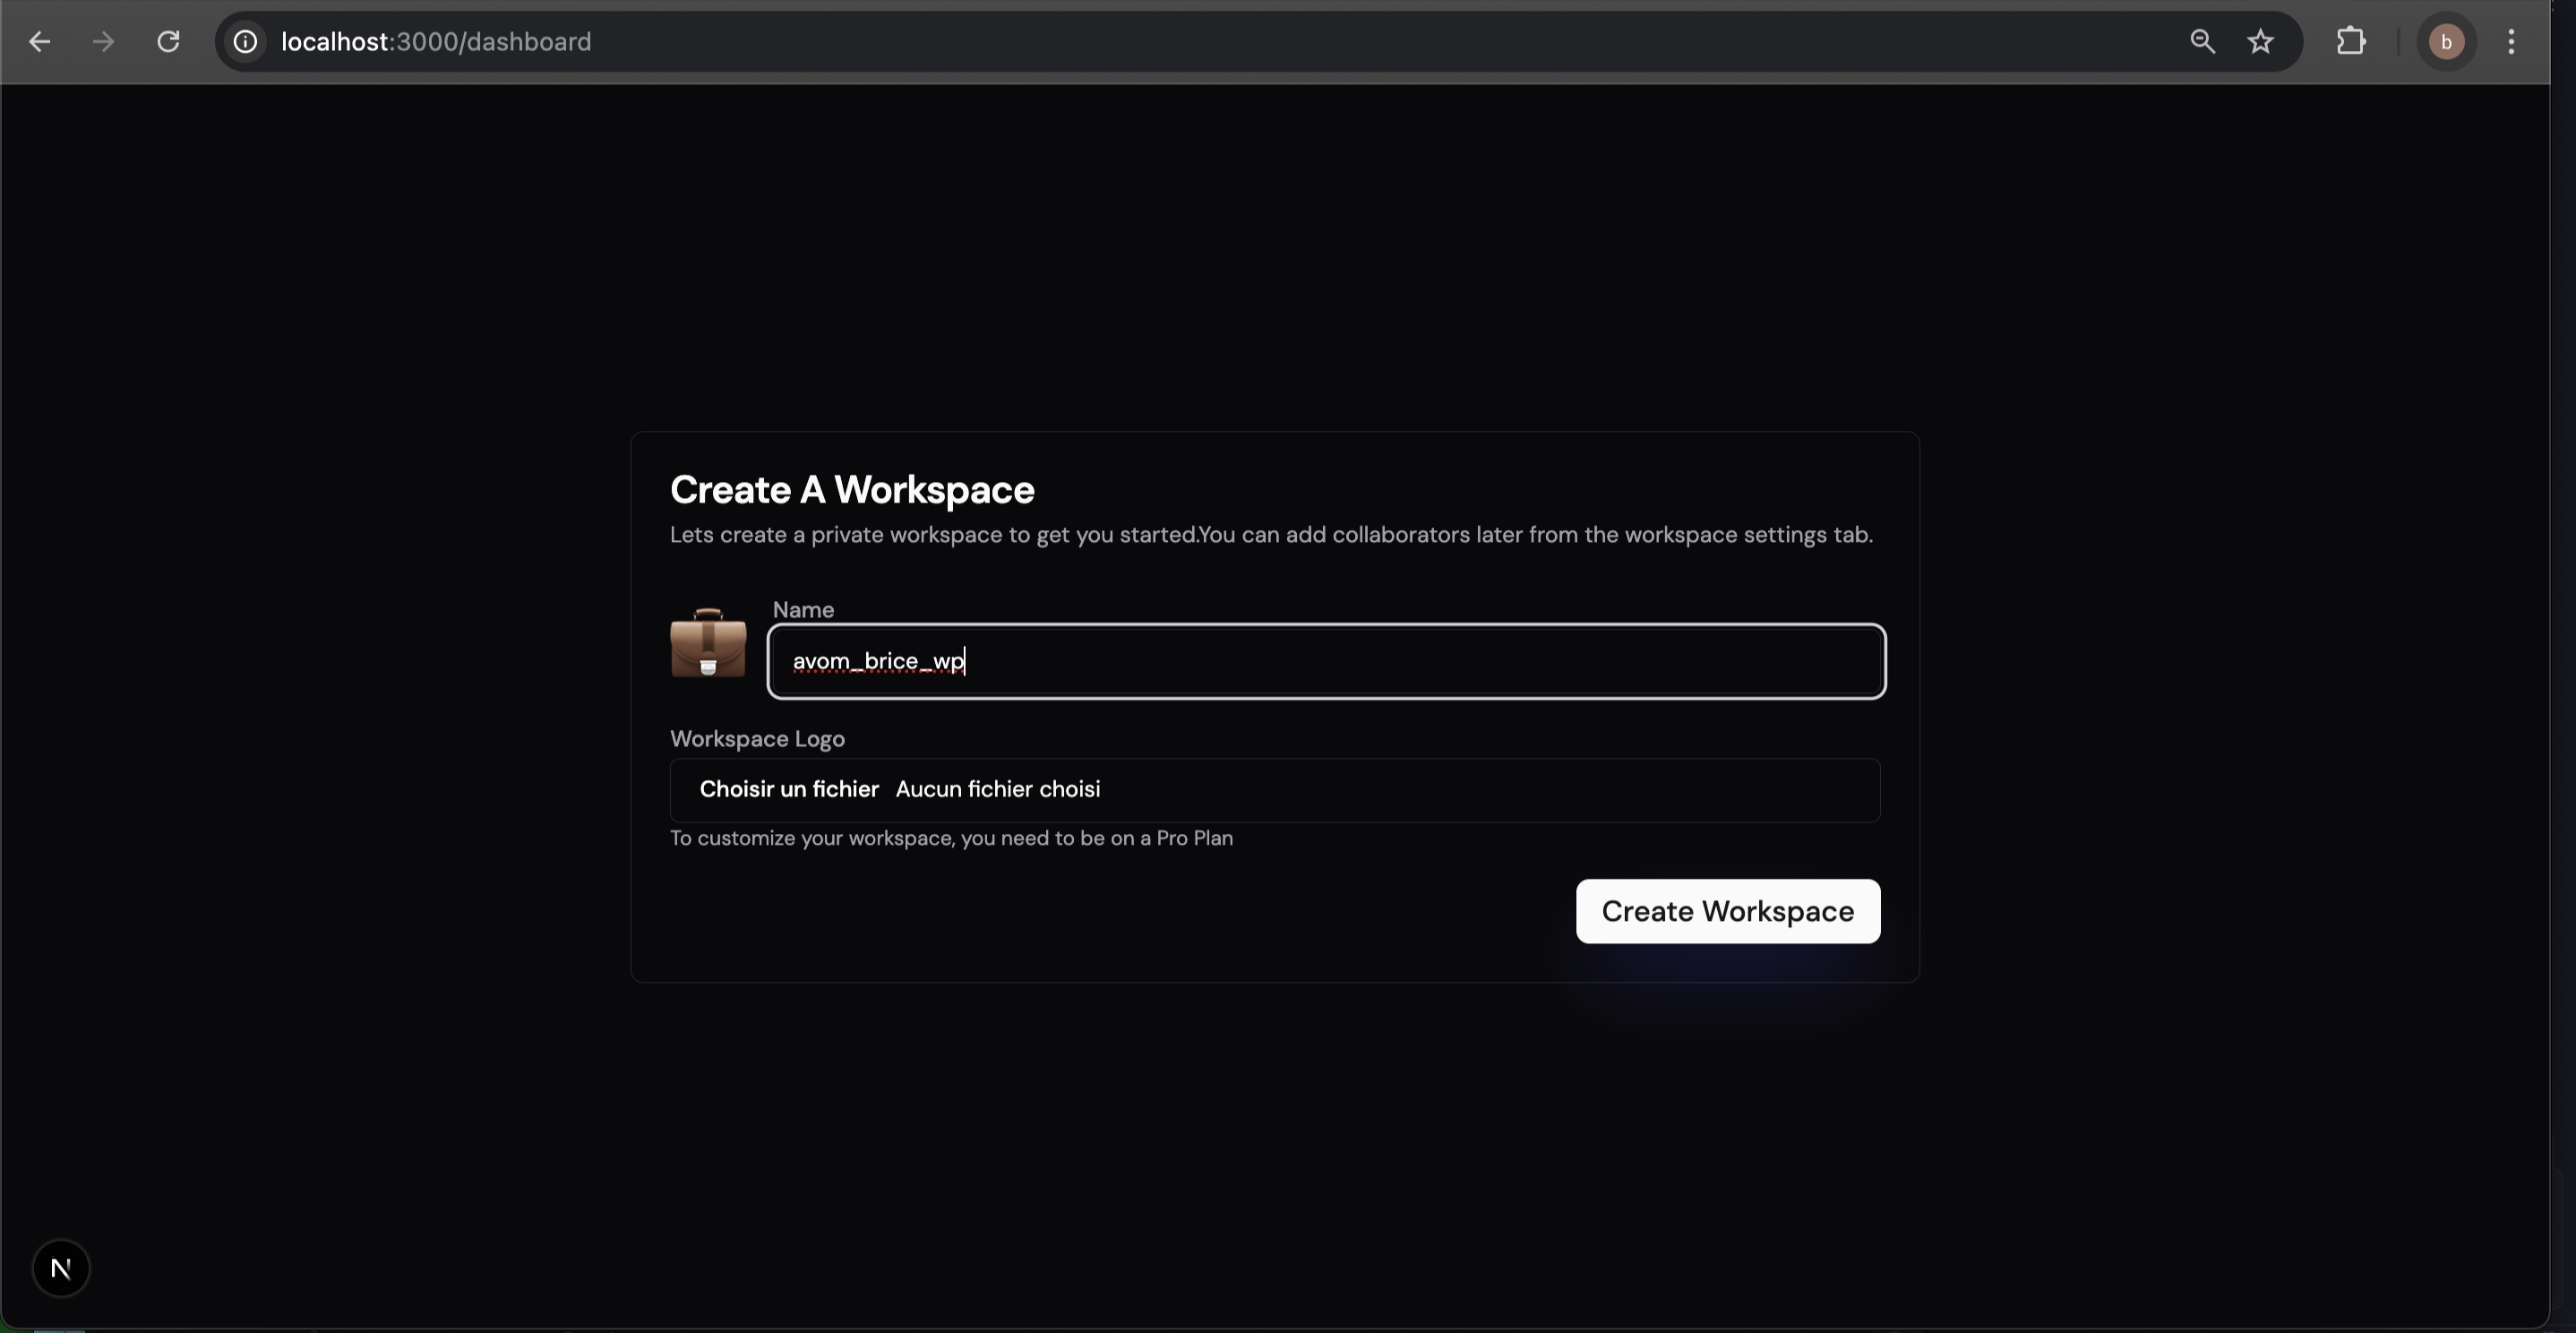 localhost:3000/dashboard
b
Create A Workspace
Lets create a private workspace to get you started.You can add collaborators later from the workspace settings tab.
Name
avom_brice_wp
Workspace Logo
Choisir un fichier Aucun fichier choisi
To customize your workspace, you need to be on a Pro Plan
Create Workspace
N